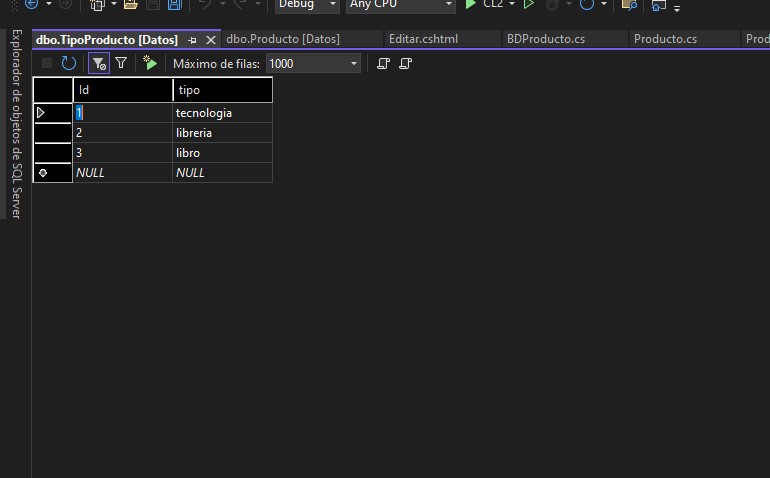 Debug Any CPU CL2
dbo.TipoProducto [Datos] dbo.Producto [Datos] Editar.cshtml BDProducto.cs Producto.cs Prod
Explorador de objetos de SQL Server
Máximo de filas: 1000
Id tipo
1 tecnologia
2 libreria
3 libro
NULL NULL